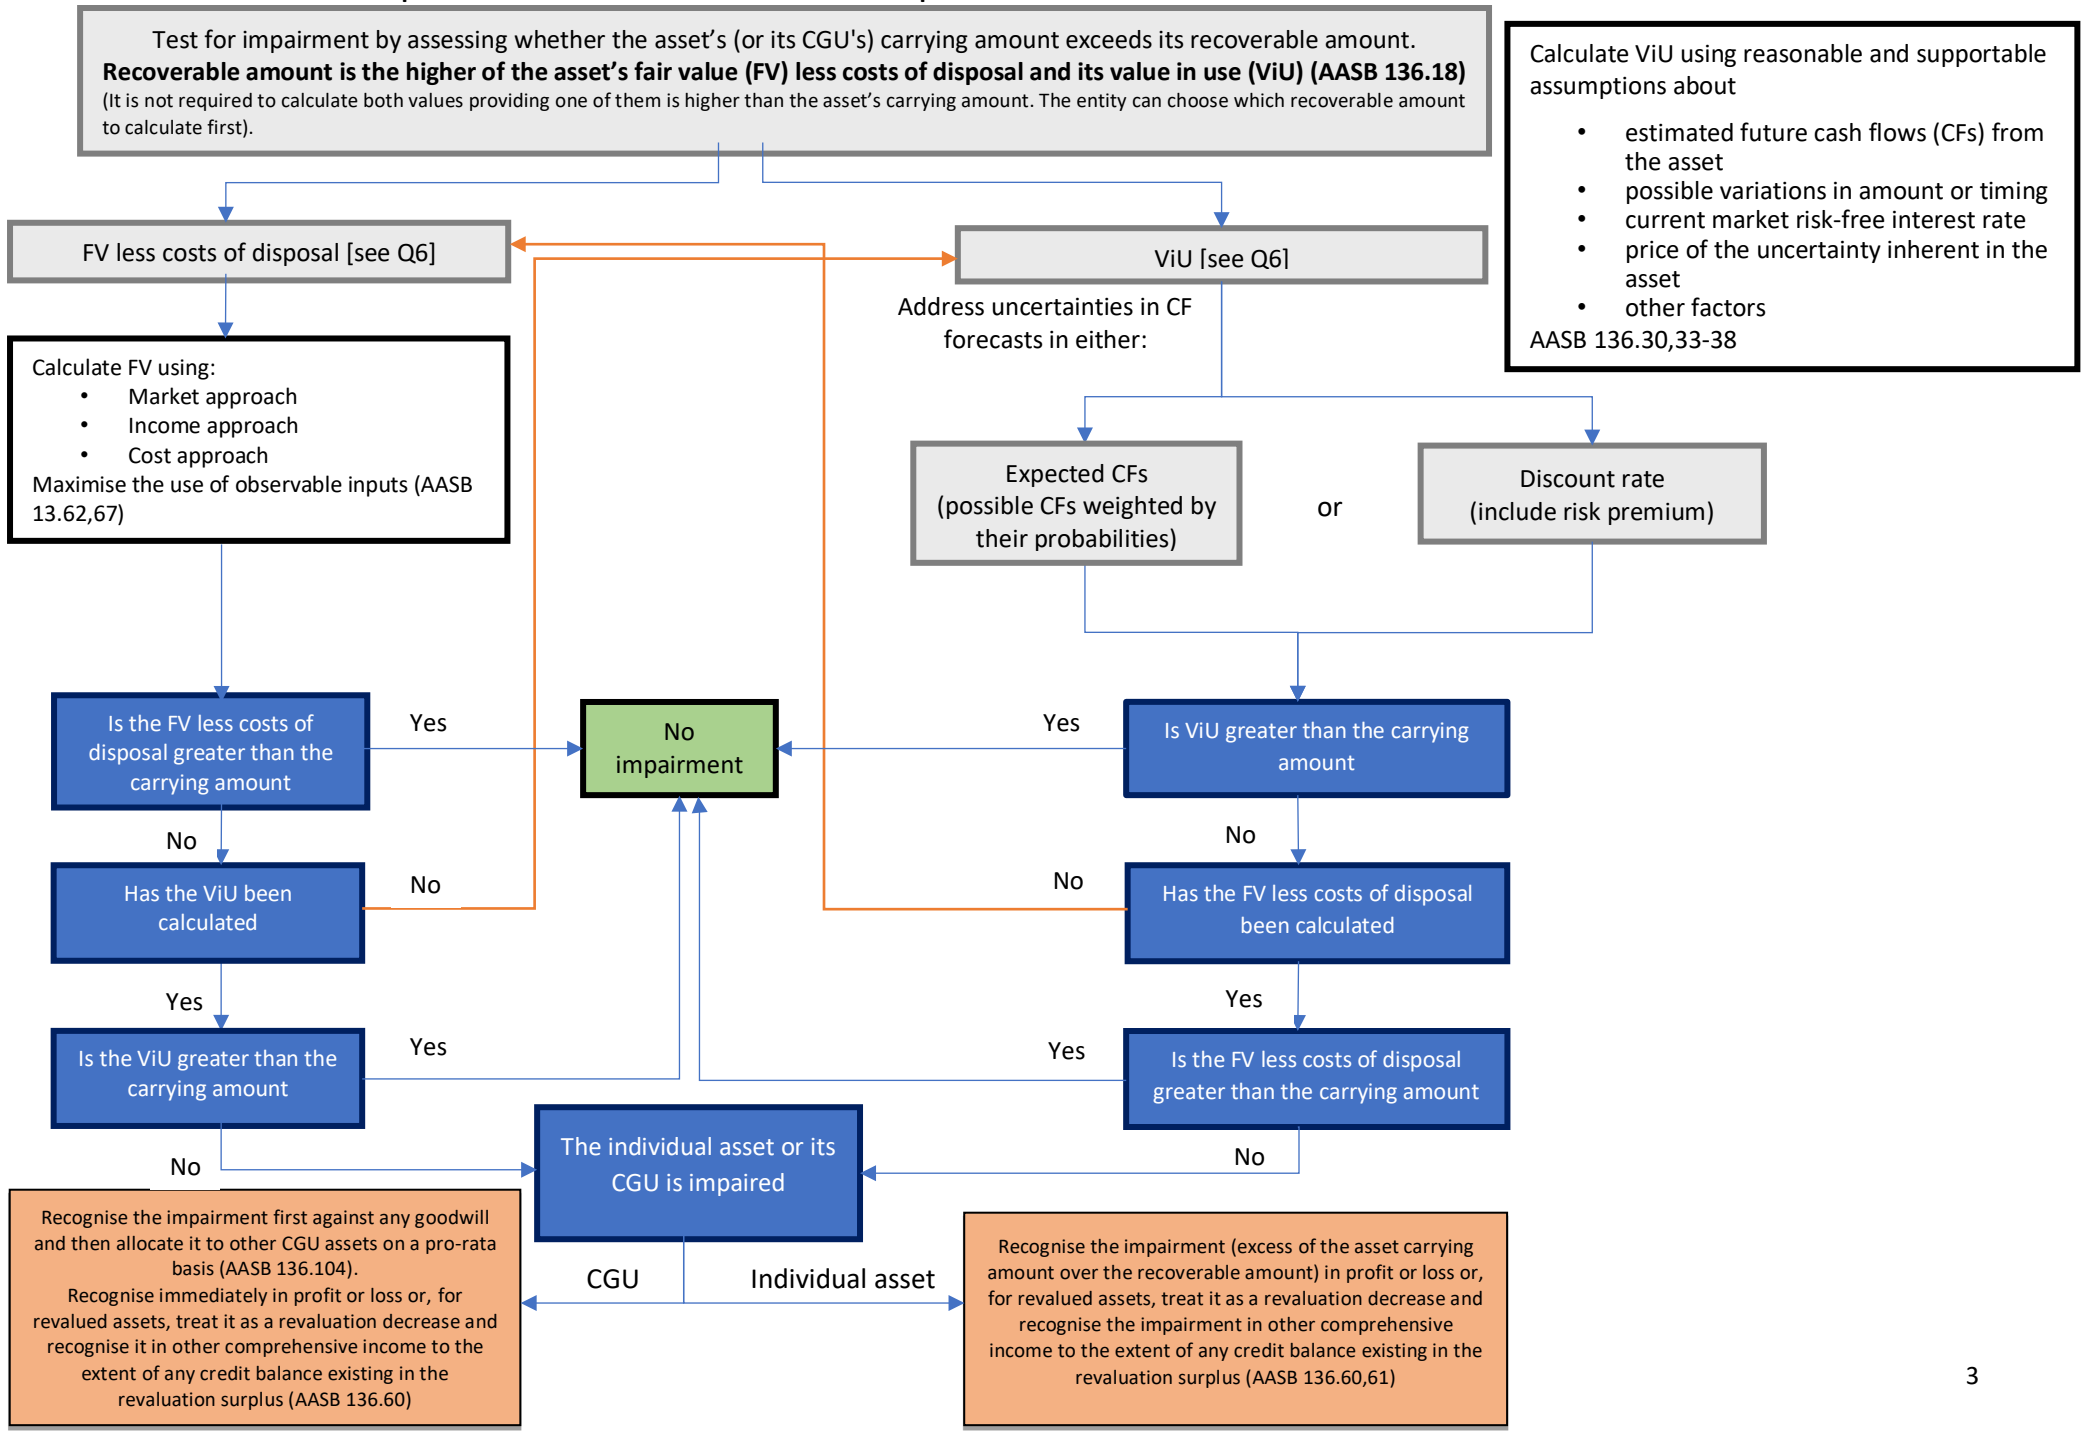 Test for impairment by assessing whether the asset’s (or its CGU's) carrying amount exceeds its recoverable amount.
Recoverable amount is the higher of the asset’s fair value (FV) less costs of disposal and its value in use (ViU) (AASB 136.18)
(It is not required to calculate both values providing one of them is higher than the asset’s carrying amount. The entity can choose which recoverable amount
to calculate first).
Calculate ViU using reasonable and supportable
assumptions about
• estimated future cash flows (CFs) from
the asset
• possible variations in amount or timing
• current market risk-free interest rate
• price of the uncertainty inherent in the
asset
• other factors
AASB 136.30,33-38
FV less costs of disposal [see Q6]
ViU [see Q6]
Address uncertainties in CF
forecasts in either:
Calculate FV using:
• Market approach
• Income approach
• Cost approach
Maximise the use of observable inputs (AASB
13.62,67)
Expected CFs
(possible CFs weighted by
their probabilities)
or
Discount rate
(include risk premium)
Is the FV less costs of
disposal greater than the
carrying amount
Yes
No
impairment
Yes
Is ViU greater than the carrying
amount
No
No
Has the ViU been
calculated
No
No
Has the FV less costs of disposal
been calculated
Yes
Yes
Is the ViU greater than the
carrying amount
Yes
Yes
Is the FV less costs of disposal
greater than the carrying amount
The individual asset or its
CGU is impaired
No
No
Recognise the impairment first against any goodwill
and then allocate it to other CGU assets on a pro-rata
basis (AASB 136.104).
Recognise immediately in profit or loss or, for
revalued assets, treat it as a revaluation decrease and
recognise it in other comprehensive income to the
extent of any credit balance existing in the
revaluation surplus (AASB 136.60)
CGU
Individual asset
Recognise the impairment (excess of the asset carrying
amount over the recoverable amount) in profit or loss or,
for revalued assets, treat it as a revaluation decrease and
recognise the impairment in other comprehensive
income to the extent of any credit balance existing in the
revaluation surplus (AASB 136.60,61)
3